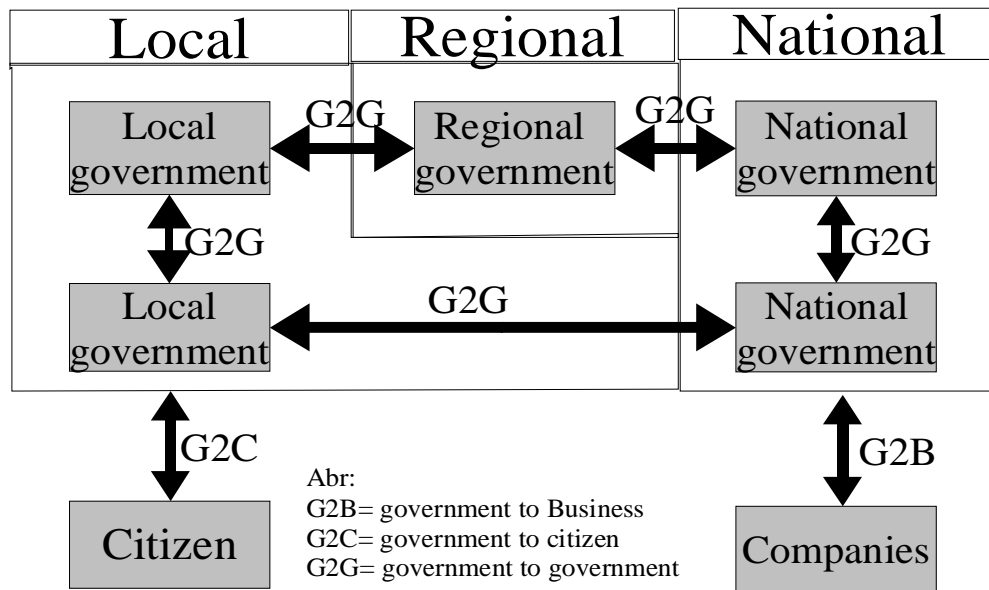 Local
Regional
National
G2G
G2G
Local
government
Regional
government
National
government
G2G
G2G
G2G
Local
government
National
government
G2C
G2B
Abr:
G2B= government to Business
G2C= government to citizen
G2G= government to government
Citizen
Companies